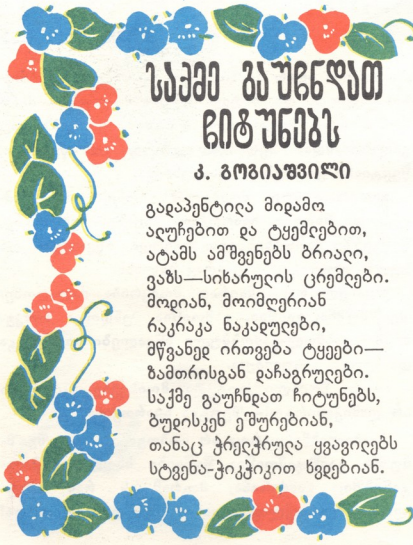 საქმე გაუჩნდათ
ჩიტუნებს
კ. გოგიაშვილი
გადაპენტილა მიდამო
ალუჩებით და ტყემლებით,
ატამს ამშვენებს ბრიალი,
ვაზს—სიხარულის ცრემლები.
მოდიან, მოიმღერიან
რაკრაკა ნაკადულები,
მწვანედ ირთვება ტყეები—
ზამთრისგან დაჩაგრულები.
საქმე გაუჩნდათ ჩიტუნებს,
ბუდისკენ ეშურებიან,
თანაც ჭრელჭრულა ყვავილებს
სტვენა-ჭიკჭიკით ხვდებიან.